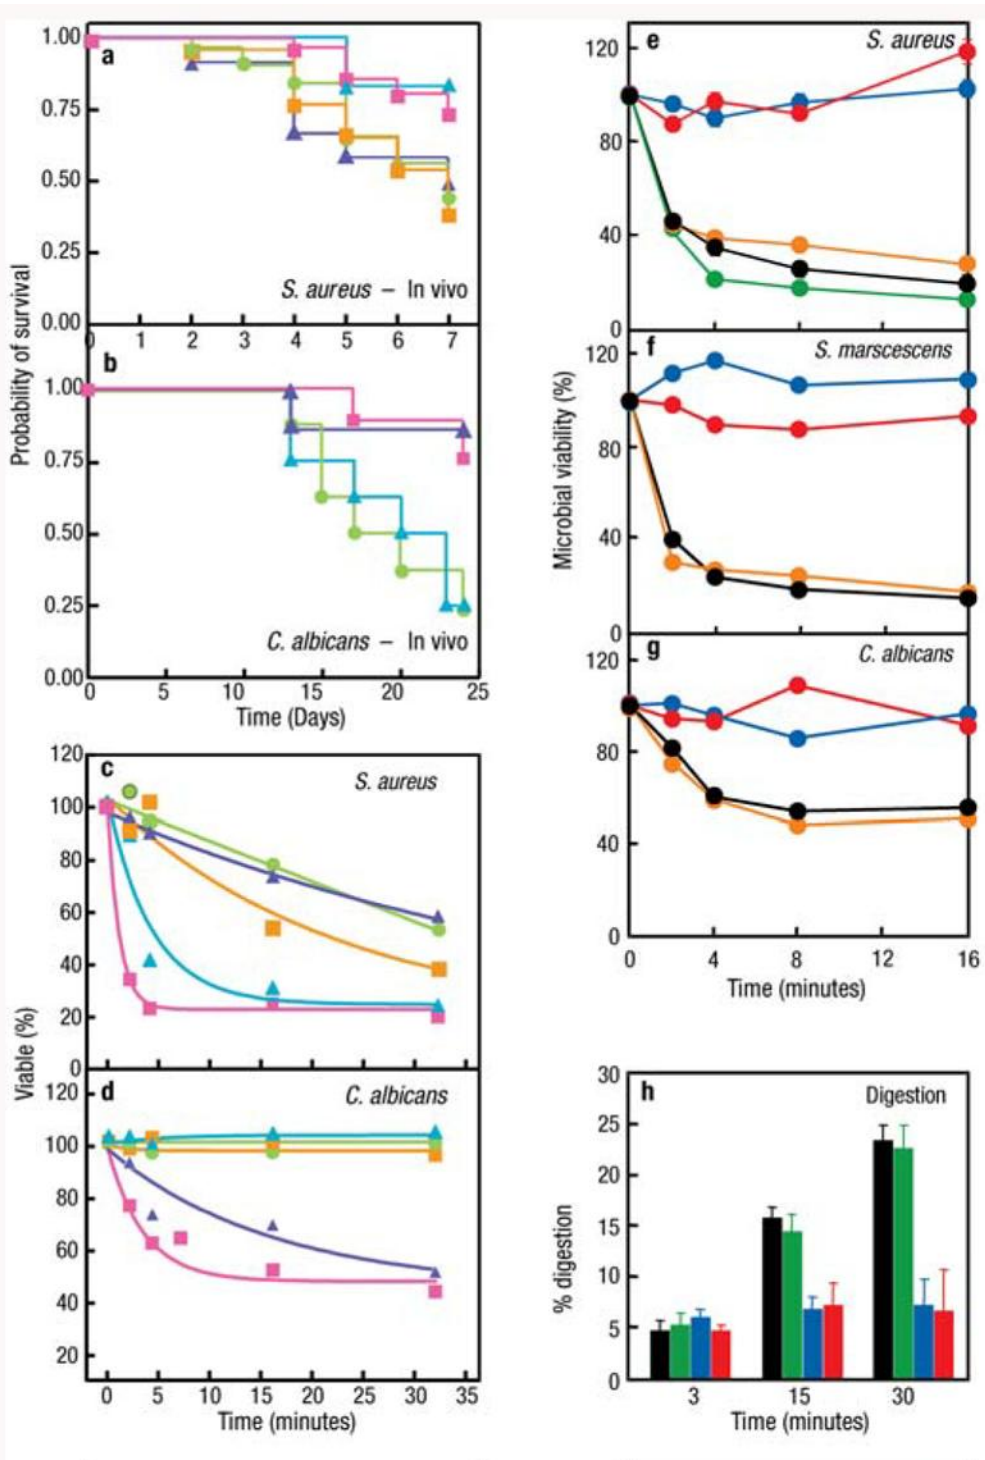 Probability of survival
1.00
0.75
0.50
0.25
0.00
a
S. aureus – In vivo
0 1 2 3 4 5 6 7
b
1.00
0.75
0.50
0.25
0.00
C. albicans – In vivo
0 5 10 15 20 25
Time (Days)
Viable (%)
120
100
80
60
40
20
0
c
S. aureus
d
C. albicans
120
100
80
60
40
20
0 5 10 15 20 25 30 35
Time (minutes)
Microbial viability (%)
e
S. aureus
120
80
40
0
f
S. marscescens
120
80
40
0
g
C. albicans
120
80
40
0
0 4 8 12 16
Time (minutes)
% digestion
h
Digestion
30
25
20
15
10
5
0
3 15 30
Time (minutes)